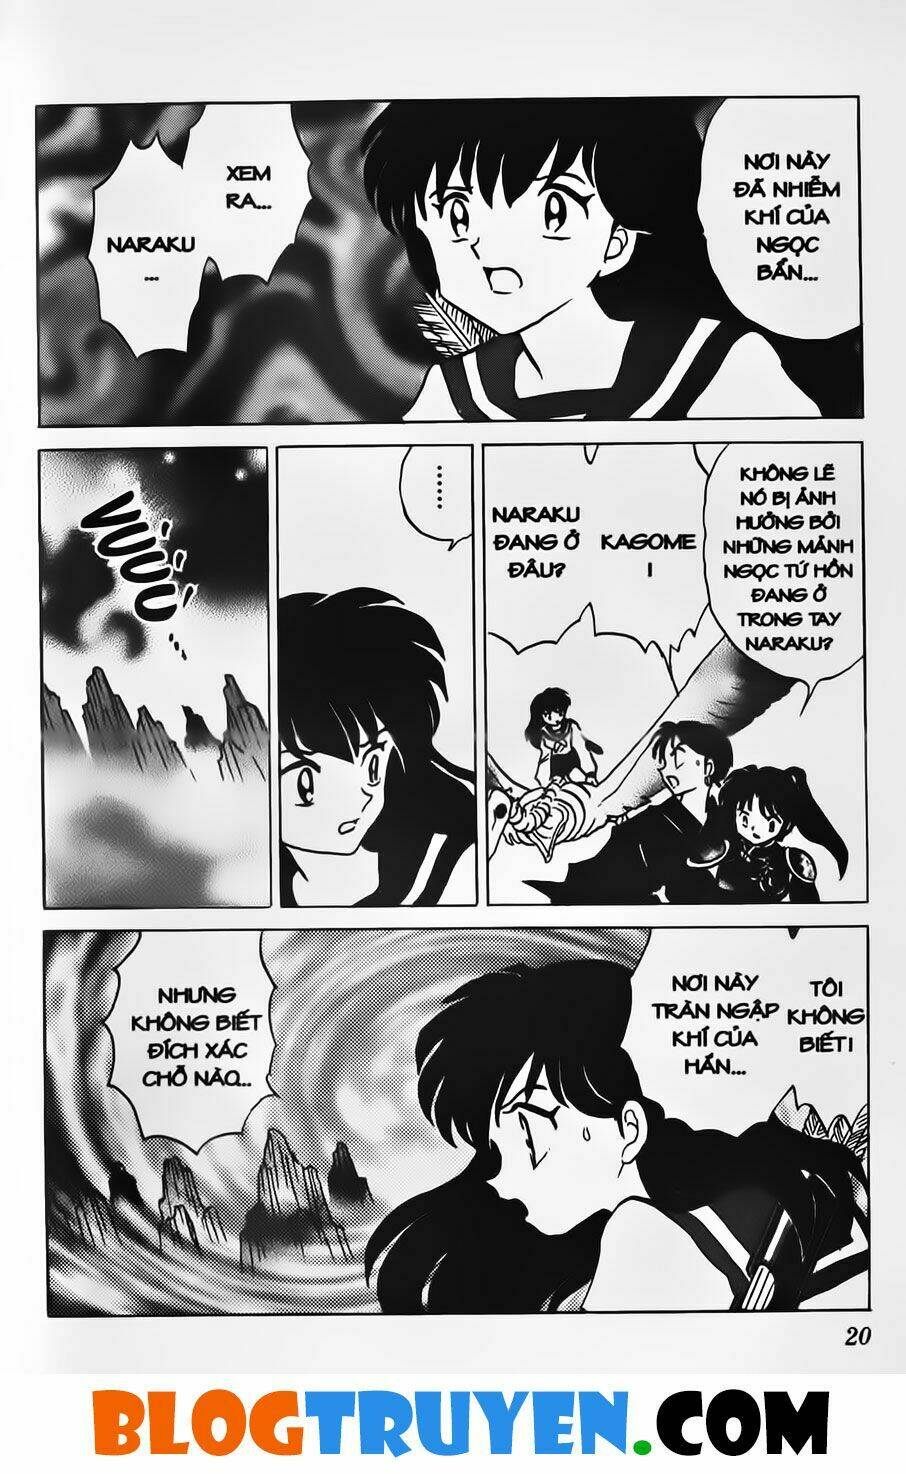 NƠI NÀY
ĐÃ NHIỄM
KHÍ CỦA
NGỌC
BẨN...
XEM
RA...
NARAKU
...
KHÔNG LẼ
NÓ BỊ ẢNH
HƯỞNG BỞI
NHỮNG MẢNH
NGỌC TỨ HỒN
ĐANG Ở
TRONG TAY
NARAKU?
KAGOME
!
NARAKU
ĐANG Ở
ĐÂU?
......
VUUUU...
TÔI
KHÔNG
BIẾT!
NƠI NÀY
TRÀN NGẬP
KHÍ CỦA
HẮN...
NHƯNG
KHÔNG BIẾT
ĐÍCH XÁC
CHỖ NÀO...
20
BLOGTRUYEN.COM